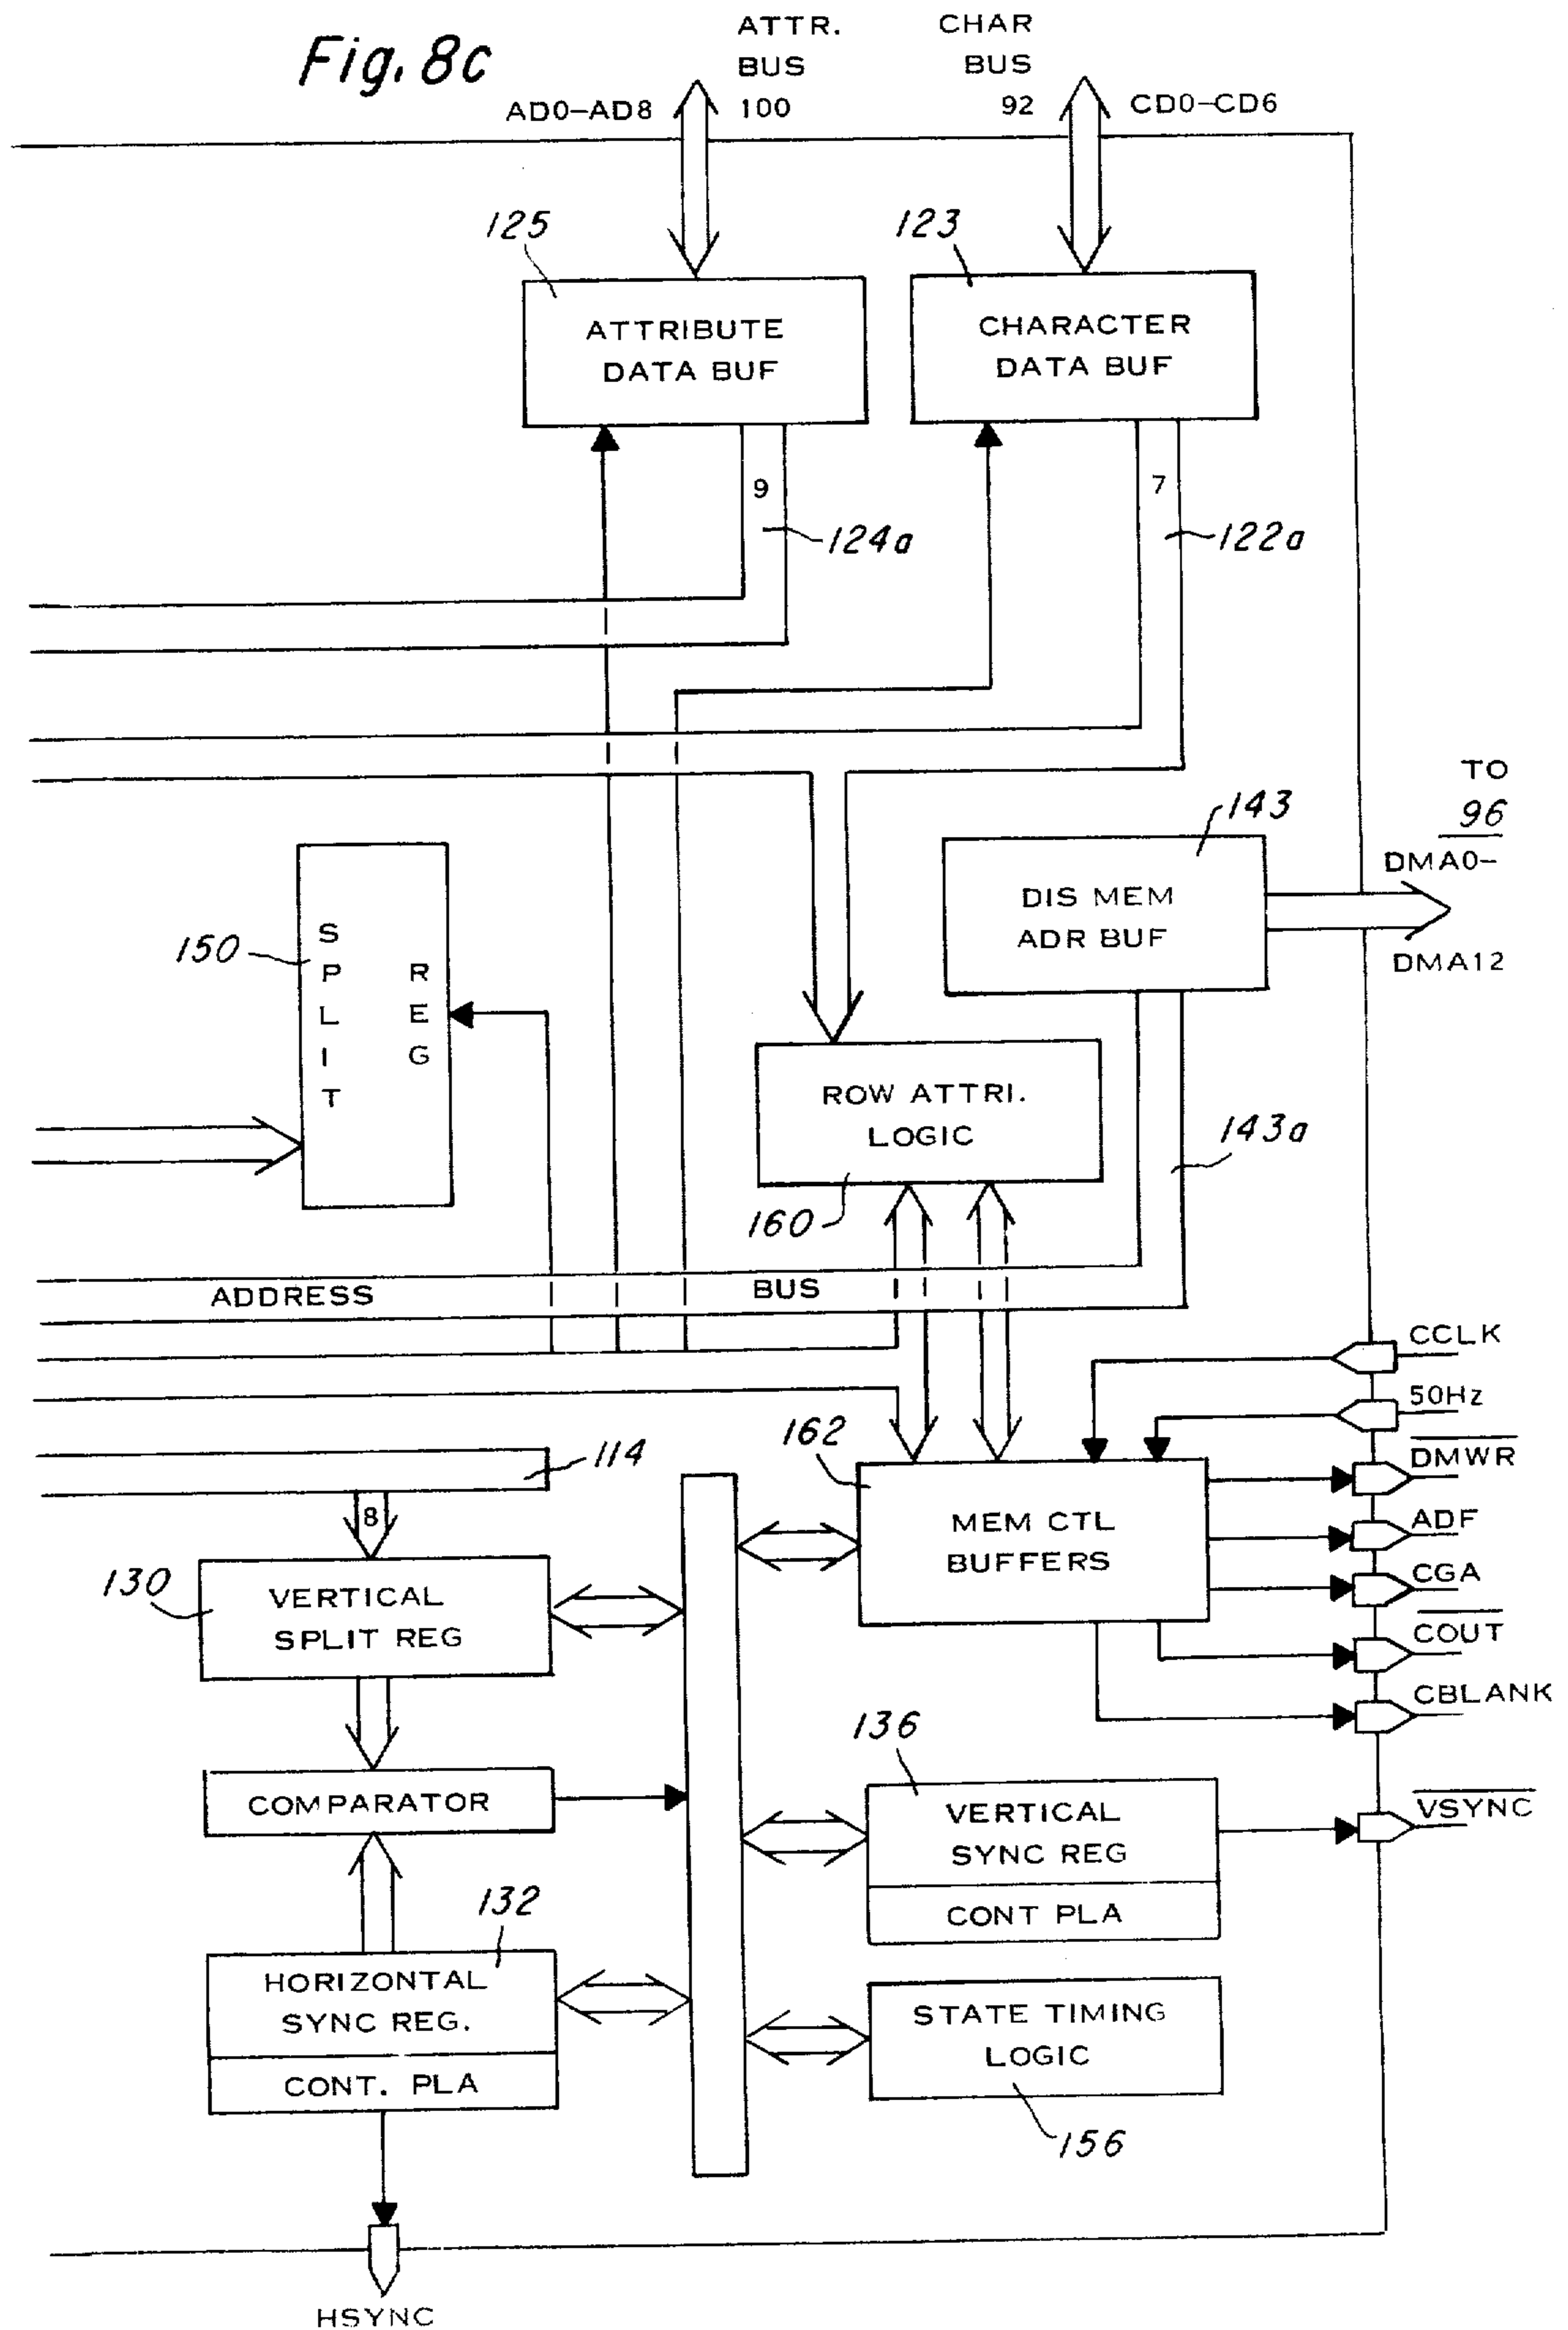 Fig. 8c
ATTR.
BUS
100
AD0-AD8
CHAR
BUS
92
CD0-CD6
125
ATTRIBUTE
DATA BUF
123
CHARACTER
DATA BUF
9
124a
7
122a
TO
96
DMA0-
DMA12
143
DIS MEM
ADR BUF
150
SPLIT
REG
ROW ATTRI.
LOGIC
160
143a
ADDRESS BUS
CCLK
50Hz
DMWR
ADF
CGA
COUT
CBLANK
114
8
162
MEM CTL
BUFFERS
130
VERTICAL
SPLIT REG
COMPARATOR
136
VERTICAL
SYNC REG
CONT PLA
VSYNC
132
HORIZONTAL
SYNC REG.
CONT. PLA
STATE TIMING
LOGIC
156
HSYNC